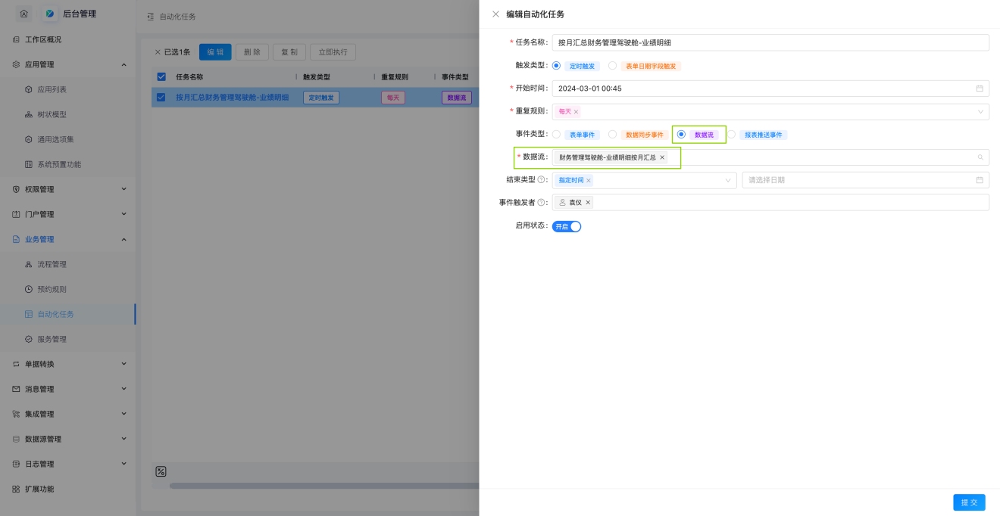 后台管理
工作区概况
应用管理
应用列表
树状模型
通用选项集
系统预置功能
权限管理
门户管理
业务管理
流程管理
预约规则
自动化任务
服务管理
单据转换
消息管理
集成管理
数据源管理
日志管理
扩展功能
自动化任务
已选1条 编 辑 删 除 复 制 立即执行
任务名称 触发类型 重复规则 事件类型
按月汇总财务管理驾驶舱-业绩明细 定时触发 每天 数据流
编辑自动化任务
* 任务名称: 按月汇总财务管理驾驶舱-业绩明细
触发类型: 定时触发 表单日期字段触发
* 开始时间: 2024-03-01 00:45
* 重复规则: 每天
事件类型: 表单事件 数据同步事件 数据流 报表推送事件
* 数据流: 财务管理驾驶舱-业绩明细按月汇总
结束类型: 指定时间 请选择日期
事件触发者: 袁仪
启用状态: 开启
提 交